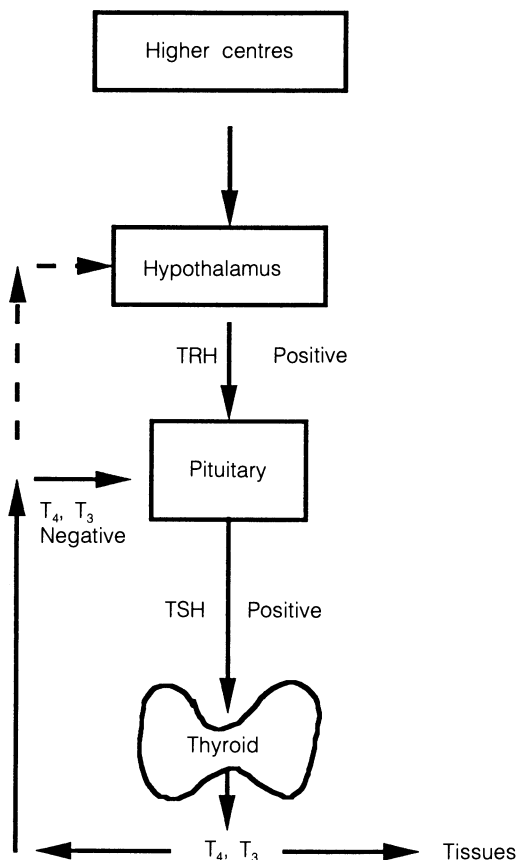 Higher centres
Hypothalamus
TRH Positive
Pituitary
T4, T3
Negative
TSH Positive
Thyroid
T4, T3 Tissues